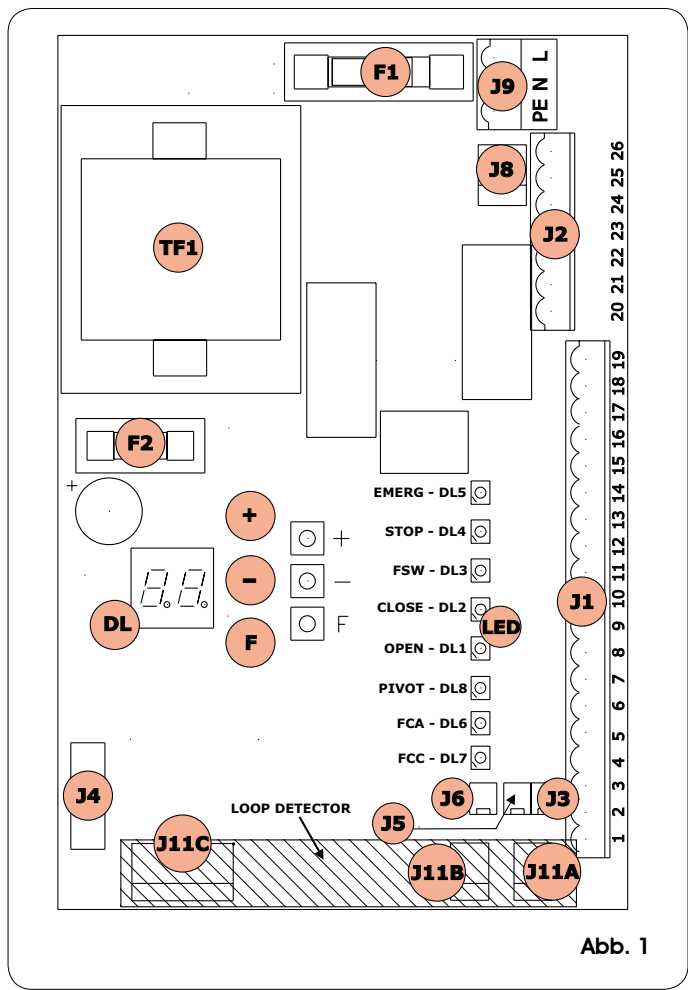 F1
J9
PE N L
J8
J2
26
25
24
23
22
21
20
TF1
19
18
17
16
15
14
13
12
11
10
9
8
7
6
5
4
3
2
1
J1
F2
+
+
-
F
+
-
F
8.8.
DL
EMERG - DL5
STOP - DL4
FSW - DL3
CLOSE - DL2
LED
OPEN - DL1
PIVOT - DL8
FCA - DL6
FCC - DL7
J4
J6
J3
J5
LOOP DETECTOR
J11C
J11B
J11A
Abb. 1